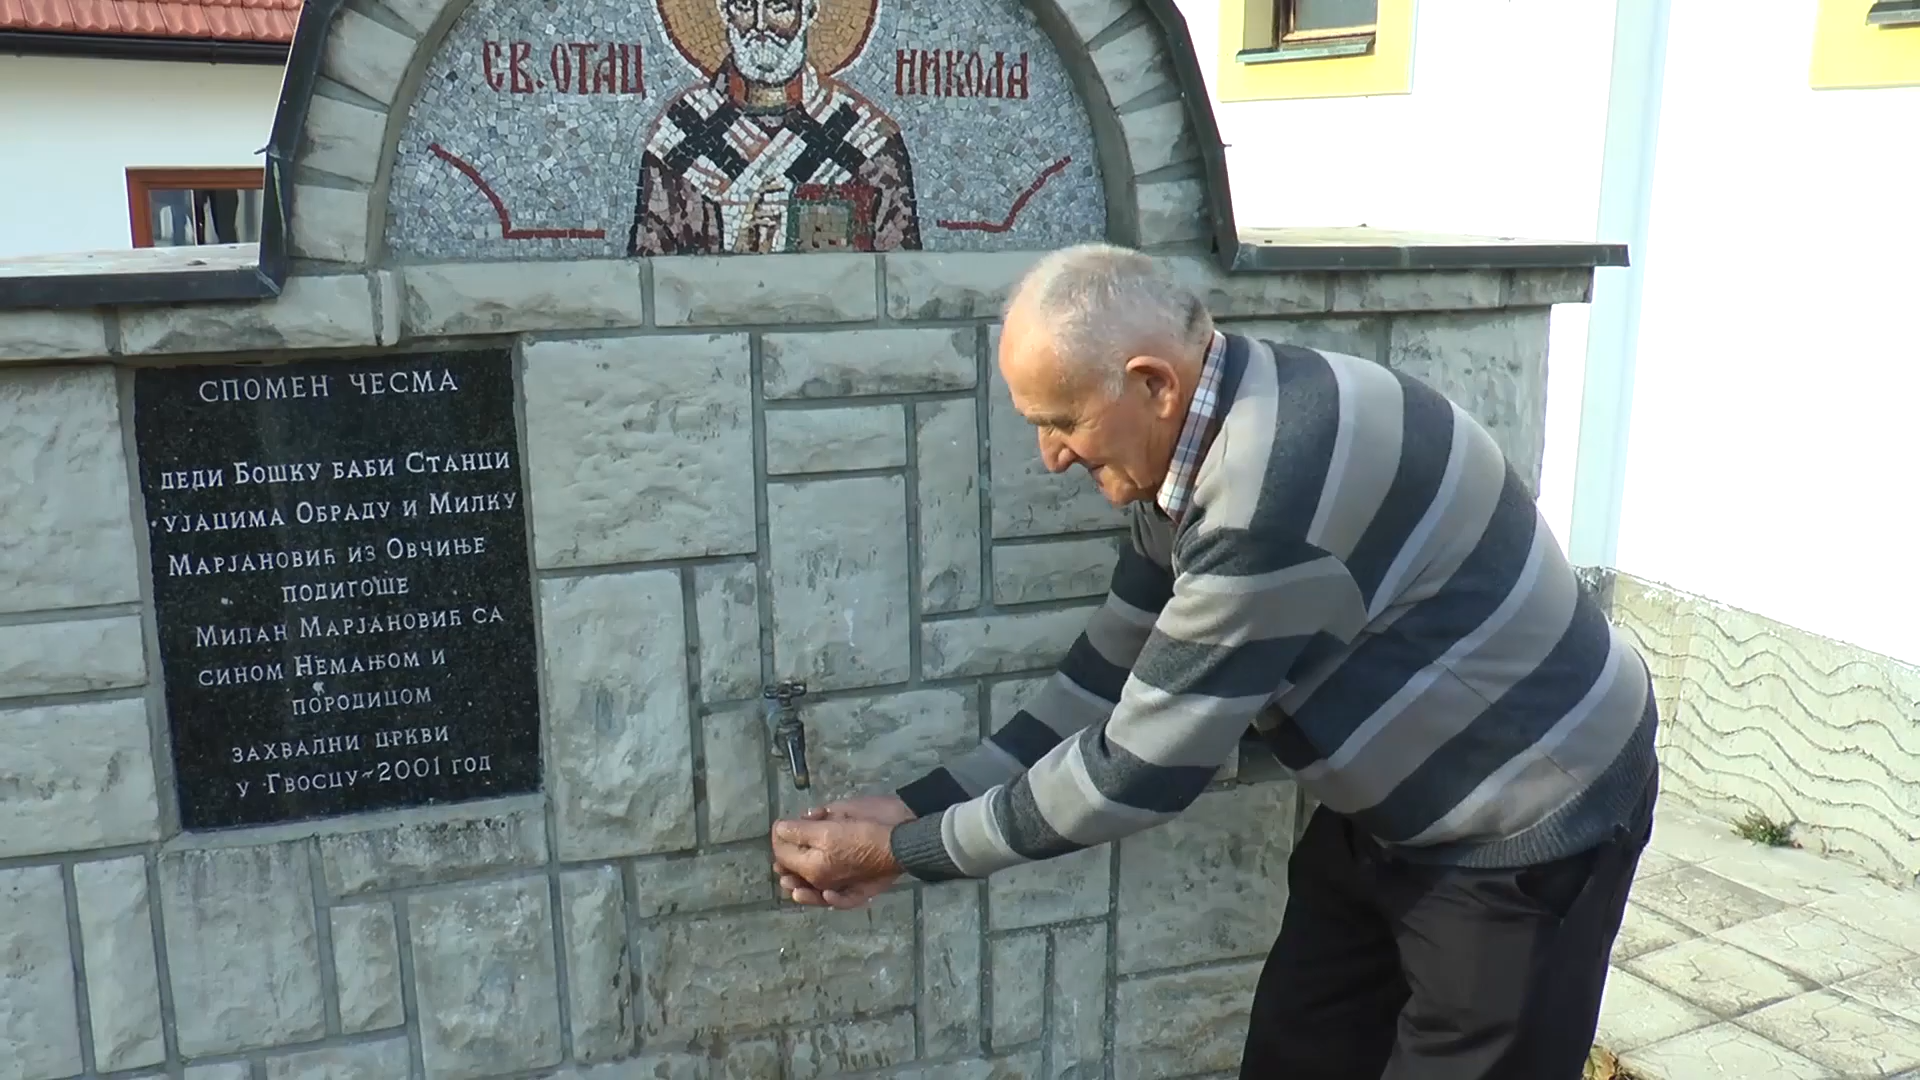 СВ. ОТАЦ НИКОЛА
СПОМЕН ЧЕСМА
ДЕДИ БОШКУ БАБИ СТАНЦИ
УЈАЦИМА ОБРАДУ И МИЛКУ
МАРЈАНОВИЋ ИЗ ОВЧИЊЕ
ПОДИГОШЕ
МИЛАН МАРЈАНОВИЋ СА
СИНОМ НЕМАЊОМ И
ПОРОДИЦОМ
ЗАХВАЛНИ ЦРКВИ
У ГВОСЦУ-2001 ГОД